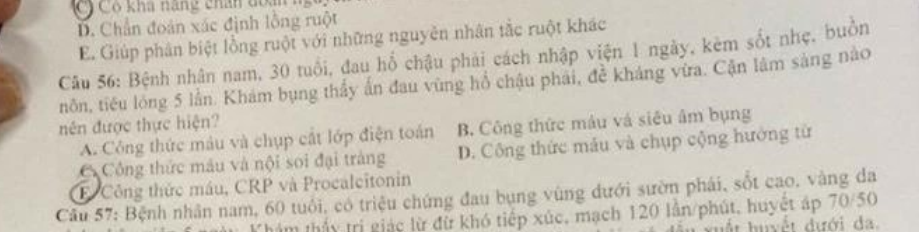 C Có khả năng chẩn đoán
D. Chẩn đoán xác định lồng ruột
E. Giúp phân biệt lồng ruột với những nguyên nhân tắc ruột khác
Câu 56: Bệnh nhân nam, 30 tuổi, đau hố chậu phải cách nhập viện 1 ngày, kèm sốt nhẹ, buồn
nôn, tiêu lỏng 5 lần. Khám bụng thấy ấn đau vùng hố chậu phải, đề kháng vừa. Cận lâm sàng nào
nên được thực hiện?
A. Công thức máu và chụp cắt lớp điện toán B. Công thức máu và siêu âm bụng
C Công thức máu và nội soi đại tràng D. Công thức máu và chụp cộng hưởng từ
E Công thức máu, CRP và Procalcitonin
Câu 57: Bệnh nhân nam, 60 tuổi, có triệu chứng đau bụng vùng dưới sườn phải, sốt cao, vàng da
Khám thấy tri giác lừ đừ khó tiếp xúc, mạch 120 lần/phút, huyết áp 70/50
xuất huyết dưới da.